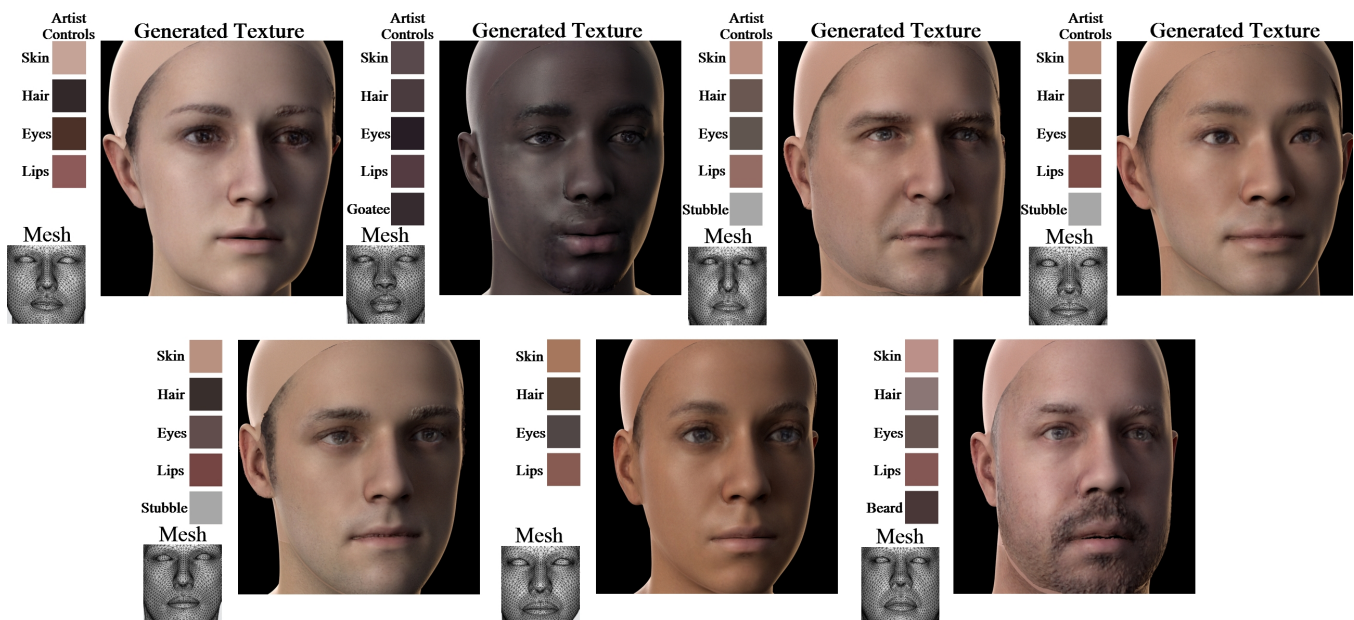 Artist
Controls
Generated Texture
Skin
Hair
Eyes
Lips
Mesh
Artist
Controls
Generated Texture
Skin
Hair
Eyes
Lips
Goatee
Mesh
Artist
Controls
Generated Texture
Skin
Hair
Eyes
Lips
Stubble
Mesh
Artist
Controls
Generated Texture
Skin
Hair
Eyes
Lips
Stubble
Mesh
Skin
Hair
Eyes
Lips
Stubble
Mesh
Skin
Hair
Eyes
Lips
Mesh
Skin
Hair
Eyes
Lips
Beard
Mesh